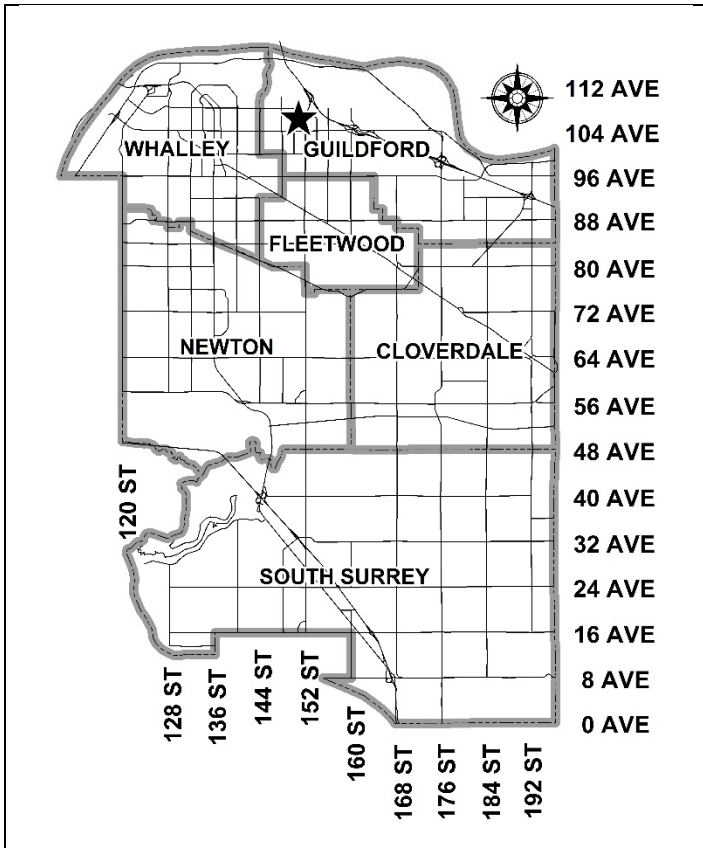 112 AVE
104 AVE
WHALLEY
GUILDFORD
96 AVE
88 AVE
FLEETWOOD
80 AVE
72 AVE
NEWTON
CLOVERDALE
64 AVE
56 AVE
48 AVE
120 ST
40 AVE
32 AVE
SOUTH SURREY
24 AVE
16 AVE
128 ST
136 ST
144 ST
152 ST
160 ST
8 AVE
0 AVE
168 ST
176 ST
184 ST
192 ST